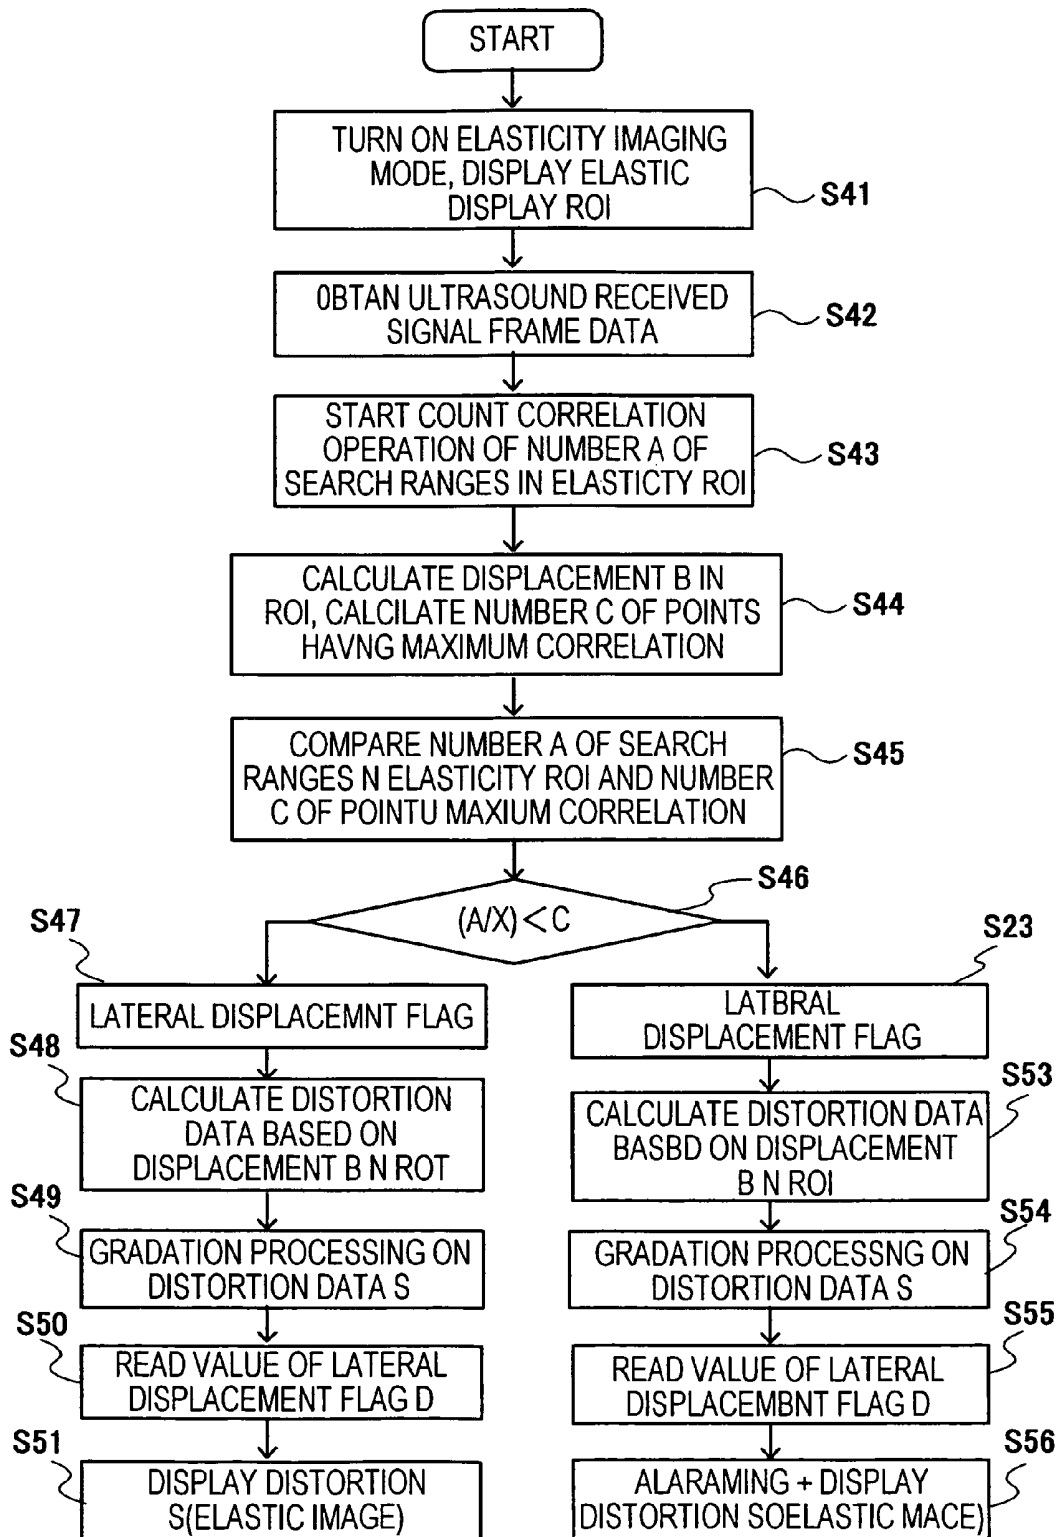 START
TURN ON ELASTICITY IMAGING
MODE, DISPLAY ELASTIC
DISPLAY ROI
S41
0BTAN ULTRASOUND RECEIVED
SIGNAL FRAME DATA
S42
START COUNT CORRELATION
OPERATION OF NUMBER A OF
SEARCH RANGES IN ELASTICTY ROI
S43
CALCULATE DISPLACEMENT B IN
ROI, CALCILATE NUMBER C OF POINTS
HAVNG MAXIMUM CORRELATION
S44
COMPARE NUMBER A OF SEARCH
RANGES N ELASTICITY ROI AND NUMBER
C OF POINTU MAXIUM CORRELATION
S45
(A/X)<C
S46
S47
LATERAL DISPLACEMNT FLAG
S48
CALCULATE DISTORTION
DATA BASED ON
DISPLACEMENT B N ROT
S49
GRADATION PROCESSING ON
DISTORTION DATA S
S50
READ VALUE OF LATERAL
DISPLACEMENT FLAG D
S51
DISPLAY DISTORTION
S(ELASTIC IMAGE)
S23
LATBRAL
DISPLACEMENT FLAG
S53
CALCULATE DISTORTION DATA
BASBD ON DISPLACEMENT
B N ROI
S54
GRADATION PROCESSNG ON
DISTORTION DATA S
S55
READ VALUE OF LATERAL
DISPLACEMBNT FLAG D
S56
ALARAMING + DISPLAY
DISTORTION SOELASTIC MACE)